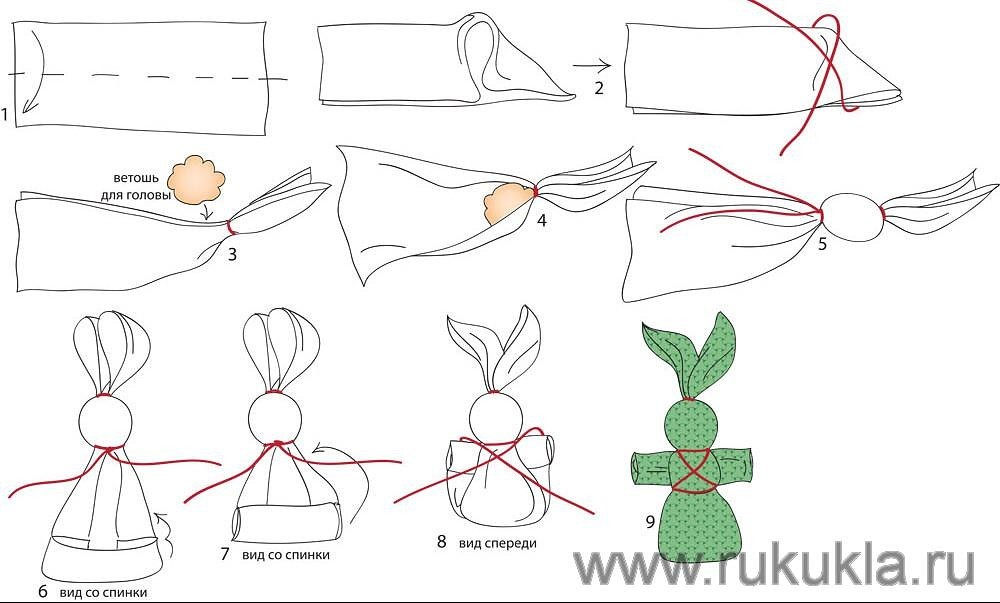 1
2
ветошь
для головы
3
4
5
6 вид со спинки
7 вид со спинки
8 вид спереди
9
www.rukukla.ru